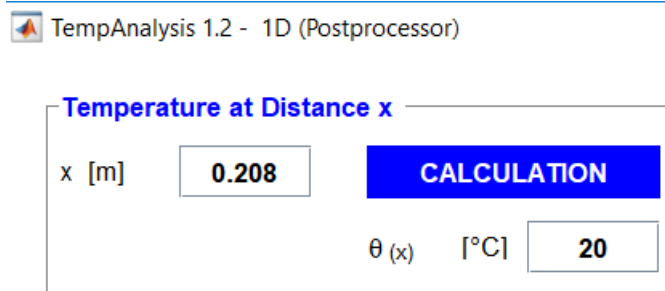 TempAnalysis 1.2 - 1D (Postprocessor)
Temperature at Distance x
x [m] 0.208 CALCULATION
θ (x) [°C] 20